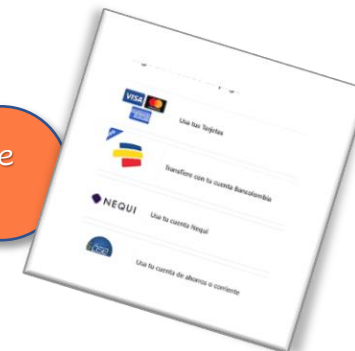 e
VISA
Usa tus Tarjetas
Transfiere con tu cuenta Bancolombia
NEQUI
Usa tu cuenta Nequi
pse
Usa tu cuenta de ahorros o corriente